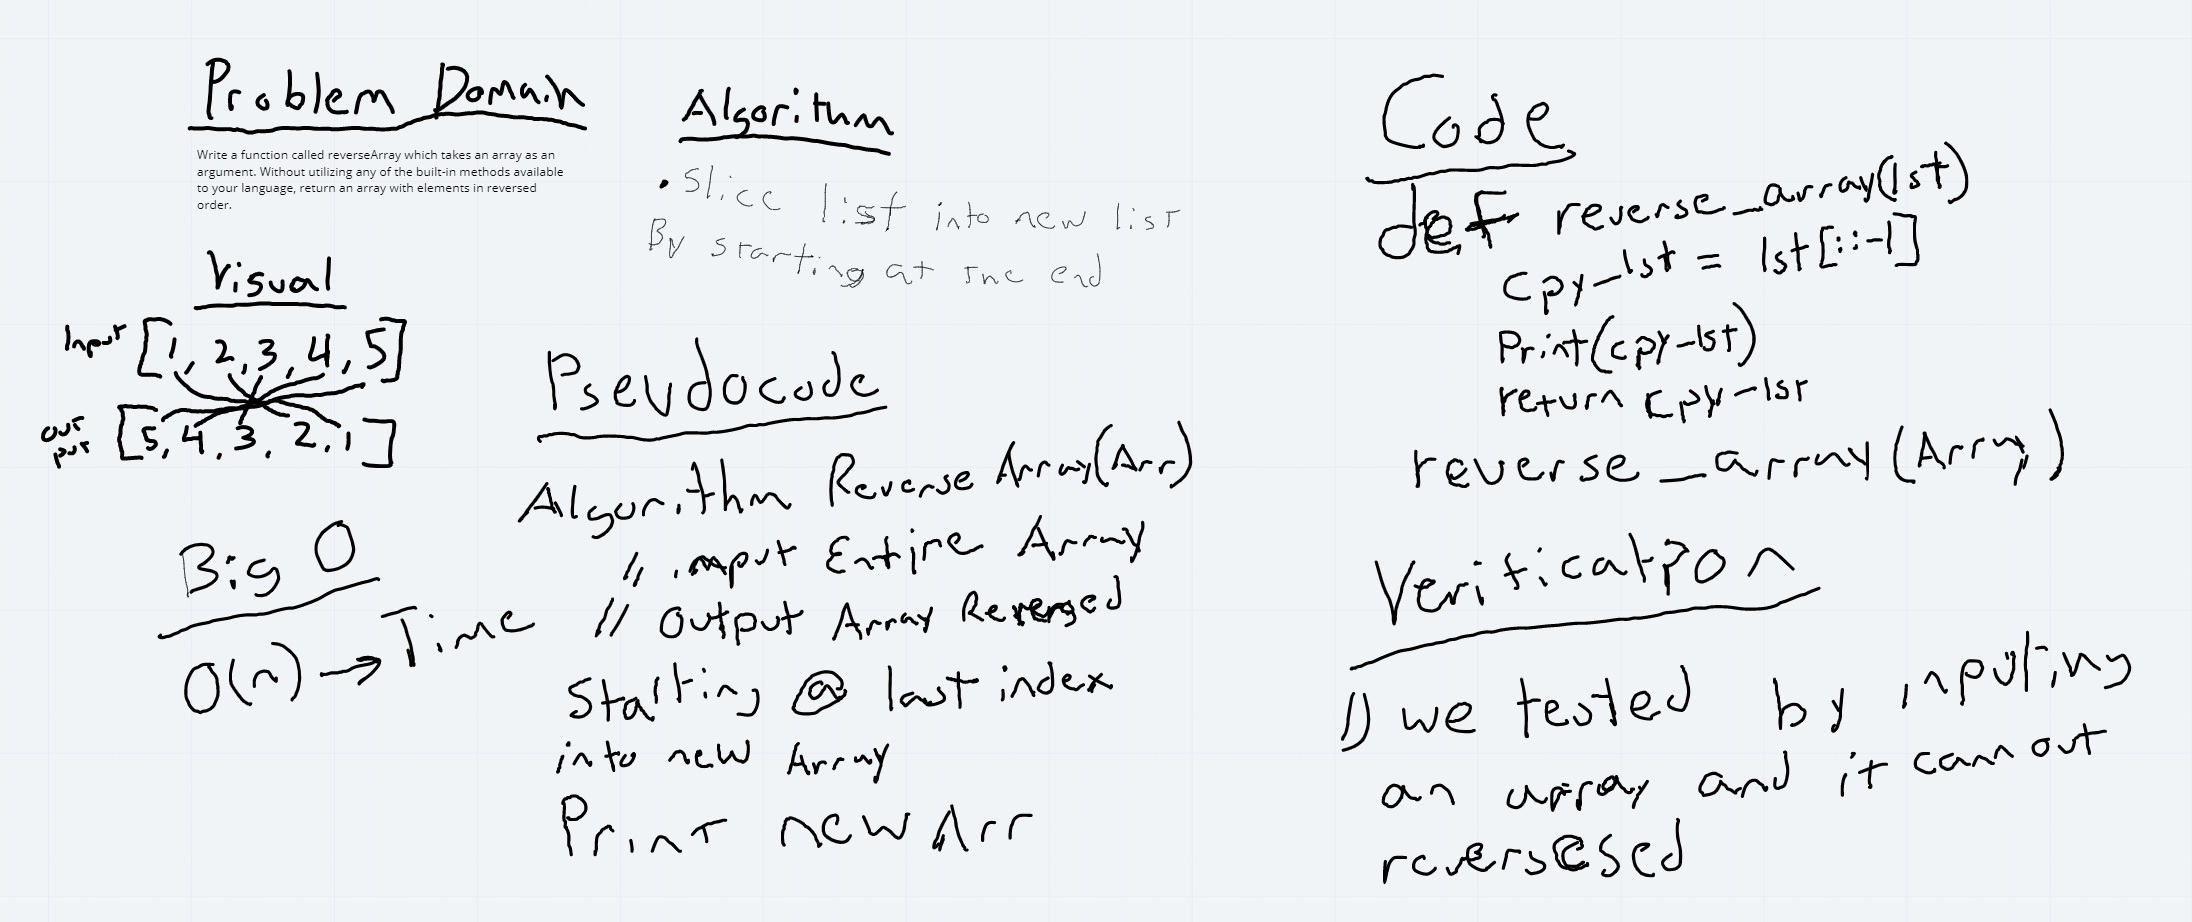 Problem Domain
Write a function called reverseArray which takes an array as an
argument. Without utilizing any of the built-in methods available
to your language, return an array with elements in reversed
order.
Visual
Input [1, 2, 3, 4, 5]
out
put [5, 4, 3, 2, 1]
Big O
O(n) → Time
Algorithm
• Slice list into new list
By starting at the end
Pseudocode
Algorithm Reverse Array(Arr)
// input Entire Array
// Output Array Reversed
Starting @ last index
into new Array
Print new Arr
Code
def reverse_array(lst)
cpy_lst = lst[::-1]
Print(cpy-lst)
return cpy-lst
reverse_array(Array)
Verification
1) we tested by inputing
an array and it camn out
reversesed